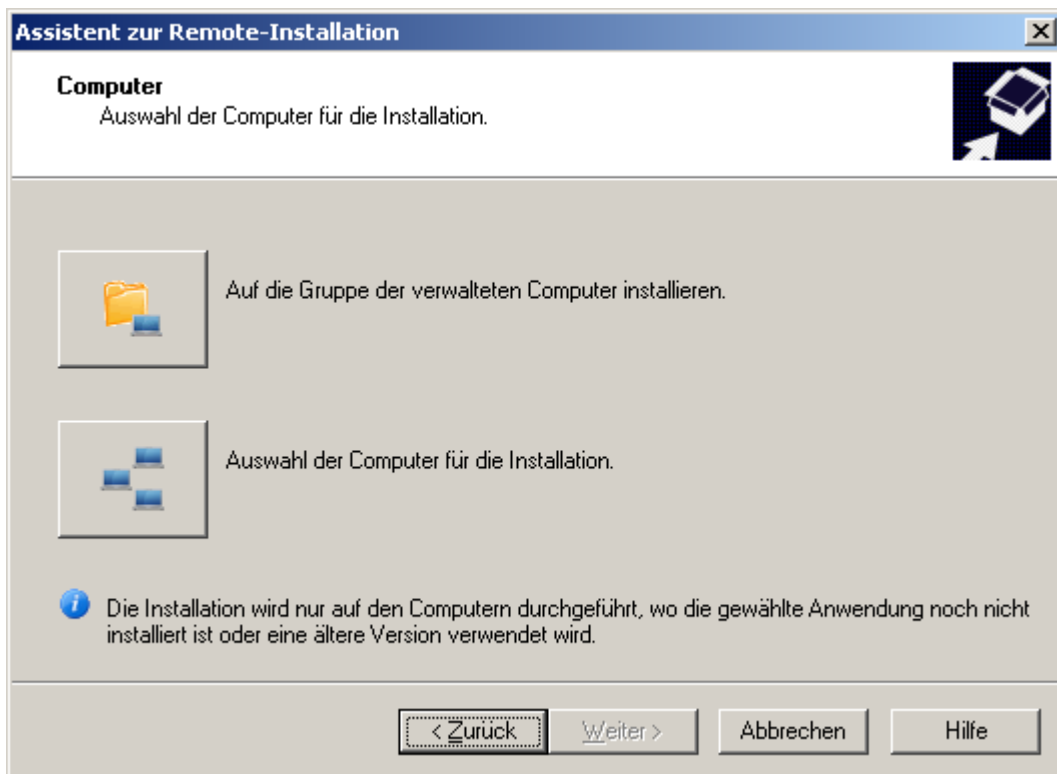 Assistent zur Remote-Installation
Computer
Auswahl der Computer für die Installation.
Auf die Gruppe der verwalteten Computer installieren.
Auswahl der Computer für die Installation.
Die Installation wird nur auf den Computern durchgeführt, wo die gewählte Anwendung noch nicht
installiert ist oder eine ältere Version verwendet wird.
< Zurück Weiter > Abbrechen Hilfe